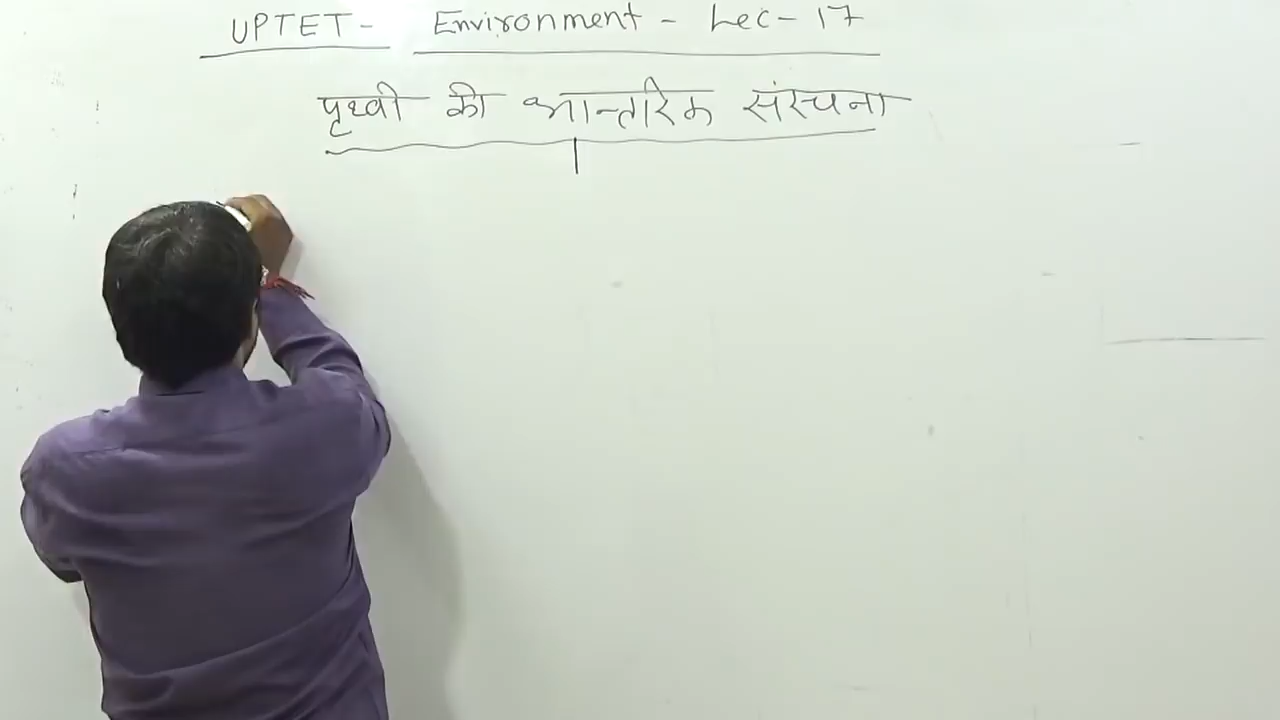 UPTET - Environment - Lec - 17
पृथ्वी की आन्तरिक संरचना